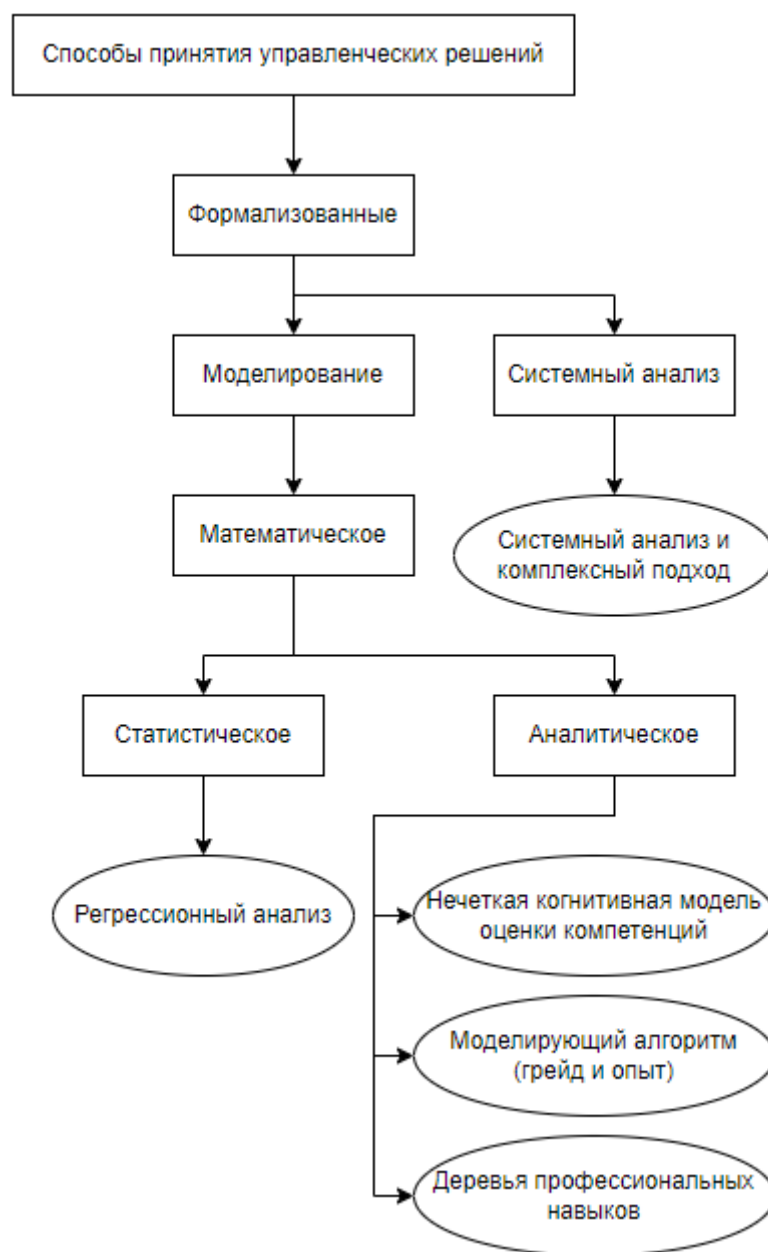 Способы принятия управленческих решений
Формализованные
Моделирование
Системный анализ
Математическое
Системный анализ и
комплексный подход
Статистическое
Аналитическое
Регрессионный анализ
Нечеткая когнитивная модель
оценки компетенций
Моделирующий алгоритм
(грейд и опыт)
Деревья профессиональных
навыков